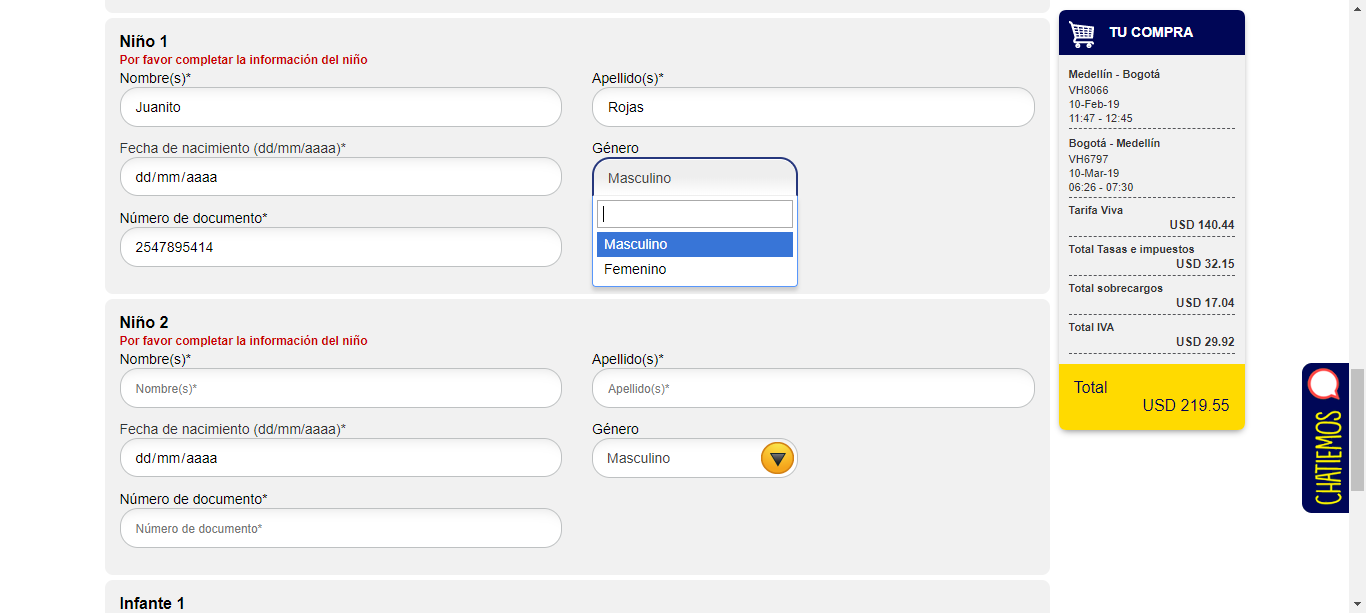 Niño 1
Por favor completar la información del niño
Nombre(s)*
Apellido(s)*
Juanito
Rojas
Fecha de nacimiento (dd/mm/aaaa)*
Género
dd/mm/aaaa
Masculino
Número de documento*
2547895414
Masculino
Femenino
Niño 2
Por favor completar la información del niño
Nombre(s)*
Apellido(s)*
Nombre(s)*
Apellido(s)*
Fecha de nacimiento (dd/mm/aaaa)*
Género
dd/mm/aaaa
Masculino
Número de documento*
Número de documento*
Infante 1
TU COMPRA
Medellín - Bogotá
VH8066
10-Feb-19
11:47 - 12:45
Bogotá - Medellín
VH6797
10-Mar-19
06:26 - 07:30
Tarifa Viva
USD 140.44
Total Tasas e impuestos
USD 32.15
Total sobrecargos
USD 17.04
Total IVA
USD 29.92
Total
USD 219.55
CHATIEMOS